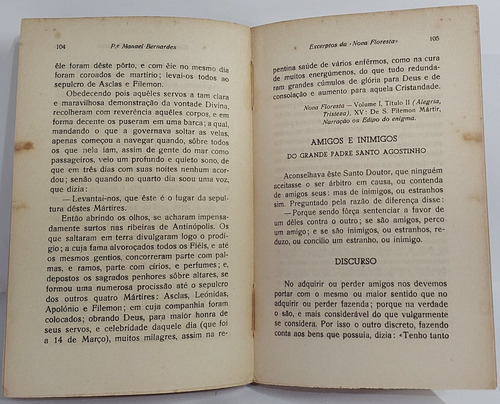 104 P.e Manuel Bernardes
êle foram dêste pôrto, e com êle no mesmo dia
foram coroados de martírio; levai-os todos ao
sepulcro de Asclas e Filemon.
Obedecendo pois aquêles servos a tam clara
e maravilhosa demonstração da vontade Divina,
recolheram com reverência aquêles corpos, e em
forma decente os puseram em uma barca; a qual,
mandando o que a governava soltar as velas,
apenas começou a navegar quando, sôbre todos
os que nela iam, assim de gente do mar como
passageiros, veio um profundo e quieto sono, de
que em três dias com suas noites nenhum acor-
dou; senão quando ao quarto dia soou uma voz,
que dizia:
—Levantai-nos, que êste é o lugar da sepul-
tura dêstes Mártires.
Então abrindo os olhos, se acharam impensa-
damente surtos nas ribeiras de Antinópolis. Os
que saltaram em terra divulgaram logo o prodí-
gio; a cuja fama alvoroçados todos os Fiéis, e até
os mesmos gentios, concorreram parte com pal-
mas, e ramos, parte com círios, e perfumes; e,
depostos os sagrados penhores sôbre altares, se
formou uma numerosa procissão até o sepulcro
dos outros quatro Mártires: Asclas, Leónidas,
Apolónio e Filemon; em cuja companhia foram
colocados; obrando Deus, para maior honra de
seus servos, e celebridade daquele dia (que foi
a 14 de Março), muitos milagres, assim na re-
Excerptos da «Nova Floresta» 105
pentina saúde de vários enfêrmos, como na cura
de muitos energúmenos, do que tudo redunda-
ram grandes cúmulos de glória para Deus e de
consolação e aumento para aquela Cristandade.
Nova Floresta — Volume I, Título II (Alegria,
Tristeza), XV: De S. Filemon Mártir,
Narração ou Edipo do enigma.
AMIGOS E INIMIGOS
DO GRANDE PADRE SANTO AGOSTINHO
Aconselhava êste Santo Doutor, que ninguém
aceitasse o ser árbitro em causa, ou contenda
de amigos seus: mas de inimigos, ou estranhos
sim. Preguntado pela razão de diferença disse:
—Porque sendo fôrça sentenciar a favor de
um dêles contra o outro; se são amigos, perco
um amigo; e se são inimigos, ou estranhos, re-
duzo, ou concilio um estranho, ou inimigo.
DISCURSO
No adquirir ou perder amigos nos devemos
portar com o mesmo ou maior sentido que no
adquirir ou perder fazenda; porque na verdade
o são, e mais considerável do que vulgarmente
se considera. Por isso o outro discreto, fazendo
conta aos bens que possuia, dizia: «Tenho tanto